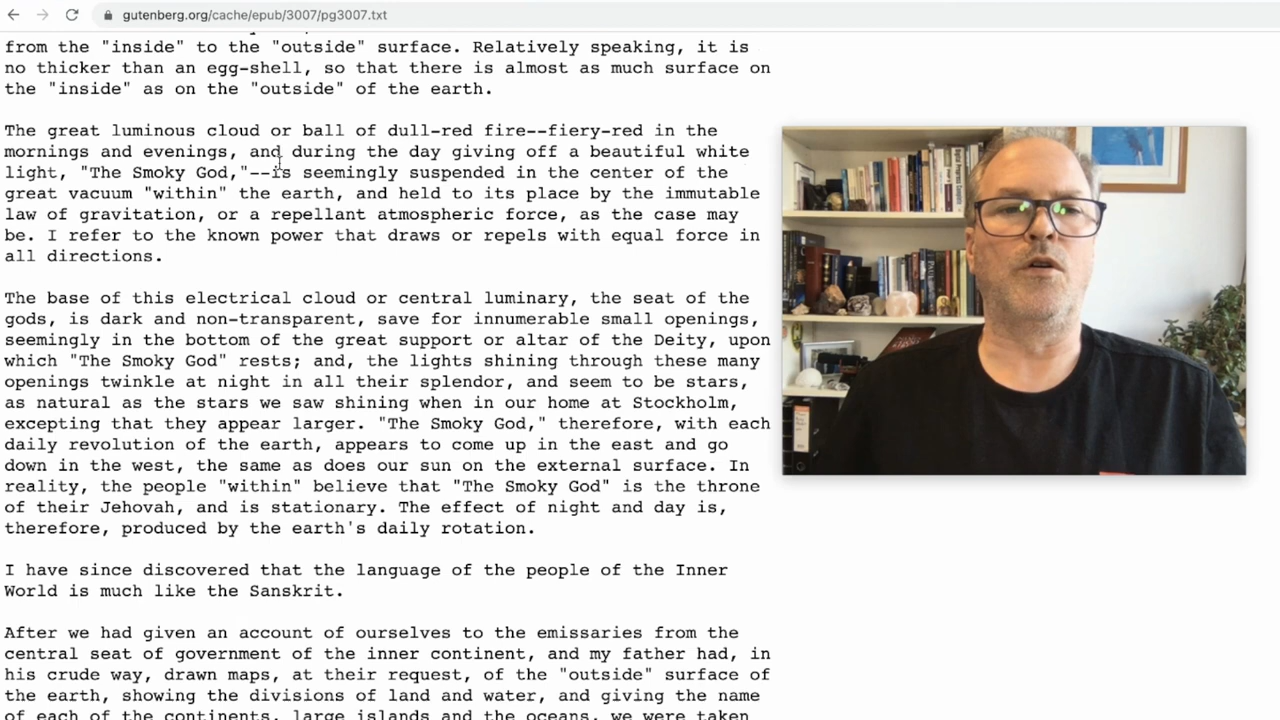 gutenberg.org/cache/epub/3007/pg3007.txt
from the "inside" to the "outside" surface. Relatively speaking, it is
no thicker than an egg-shell, so that there is almost as much surface on
the "inside" as on the "outside" of the earth.
The great luminous cloud or ball of dull-red fire--fiery-red in the
mornings and evenings, and during the day giving off a beautiful white
light, "The Smoky God,"--is seemingly suspended in the center of the
great vacuum "within" the earth, and held to its place by the immutable
law of gravitation, or a repellant atmospheric force, as the case may
be. I refer to the known power that draws or repels with equal force in
all directions.
The base of this electrical cloud or central luminary, the seat of the
gods, is dark and non-transparent, save for innumerable small openings,
seemingly in the bottom of the great support or altar of the Deity, upon
which "The Smoky God" rests; and, the lights shining through these many
openings twinkle at night in all their splendor, and seem to be stars,
as natural as the stars we saw shining when in our home at Stockholm,
excepting that they appear larger. "The Smoky God," therefore, with each
daily revolution of the earth, appears to come up in the east and go
down in the west, the same as does our sun on the external surface. In
reality, the people "within" believe that "The Smoky God" is the throne
of their Jehovah, and is stationary. The effect of night and day is,
therefore, produced by the earth's daily rotation.
I have since discovered that the language of the people of the Inner
World is much like the Sanskrit.
After we had given an account of ourselves to the emissaries from the
central seat of government of the inner continent, and my father had, in
his crude way, drawn maps, at their request, of the "outside" surface of
the earth, showing the divisions of land and water, and giving the name
of each of the continents, large islands and the oceans, we were taken